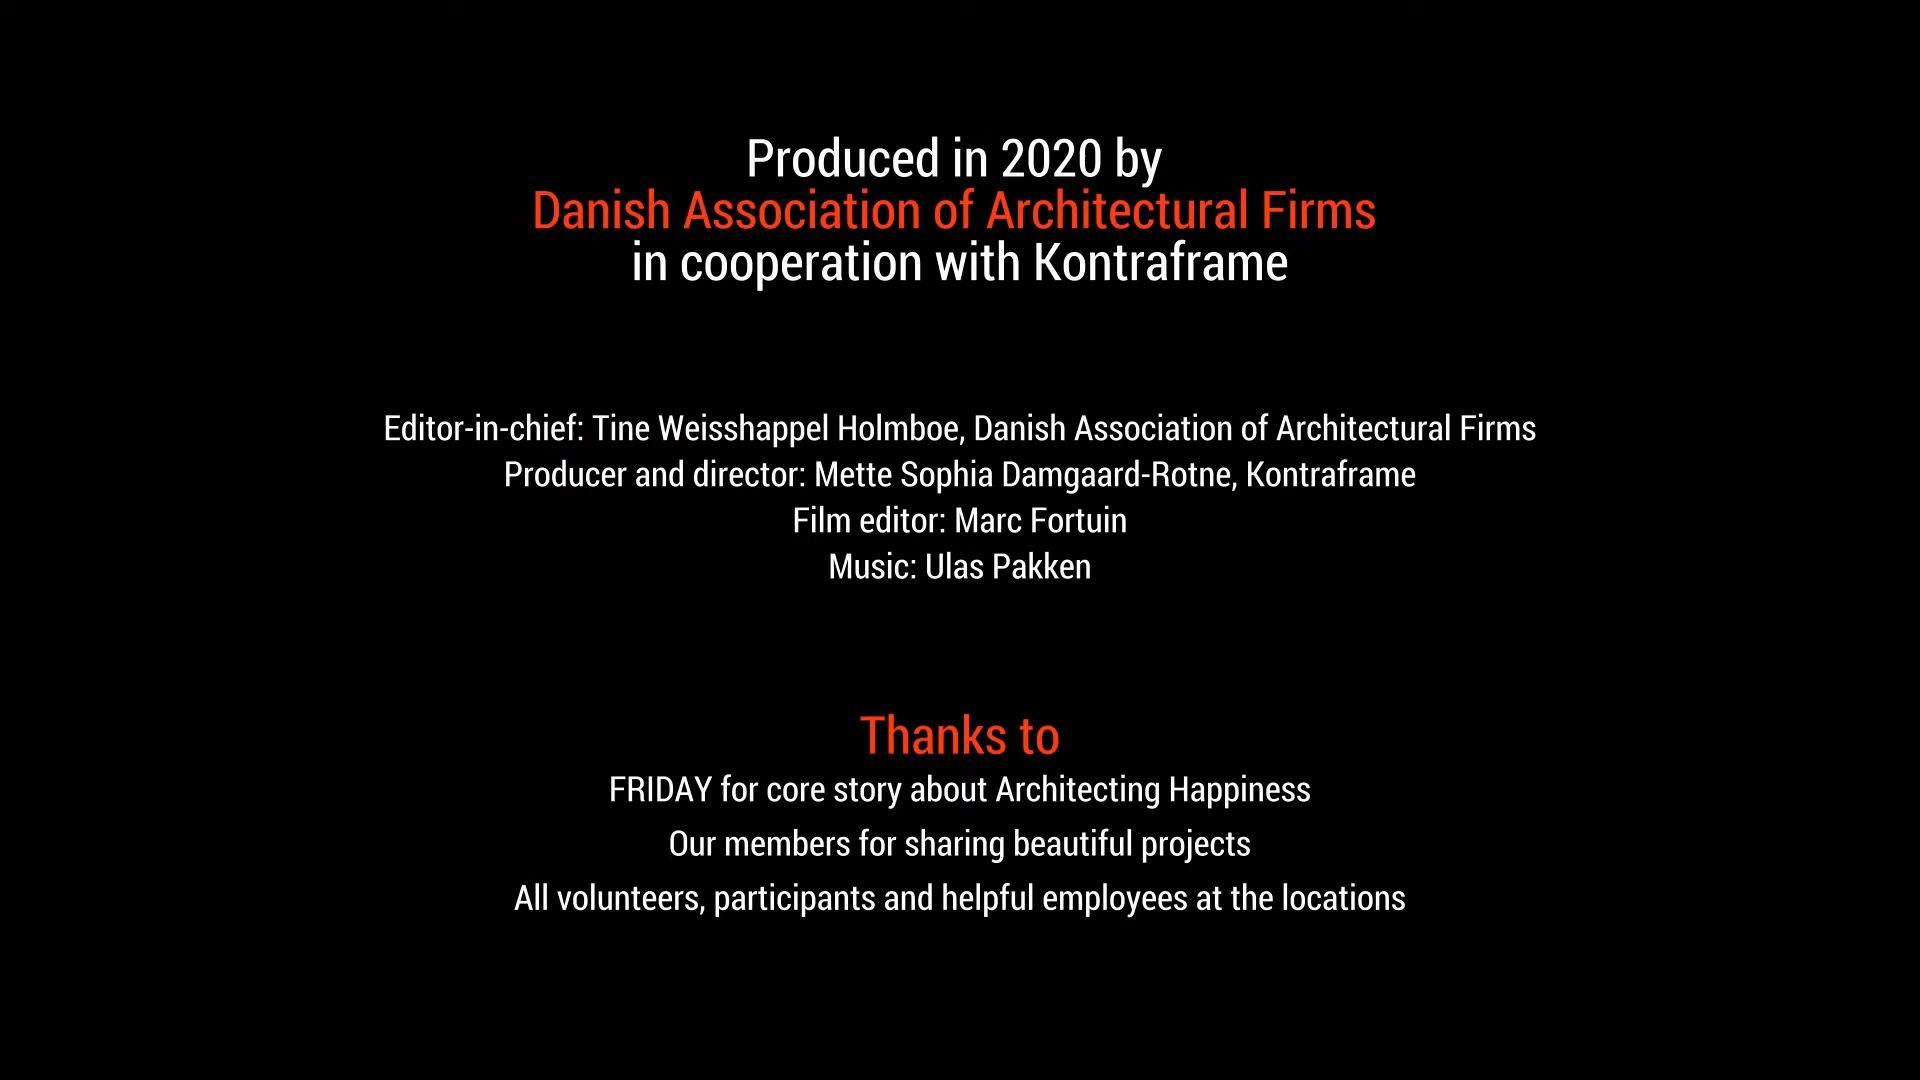 Produced in 2020 by
Danish Association of Architectural Firms
in cooperation with Kontraframe
Editor-in-chief: Tine Weisshappel Holmboe, Danish Association of Architectural Firms
Producer and director: Mette Sophia Damgaard-Rotne, Kontraframe
Film editor: Marc Fortuin
Music: Ulas Pakken
Thanks to
FRIDAY for core story about Architecting Happiness
Our members for sharing beautiful projects
All volunteers, participants and helpful employees at the locations